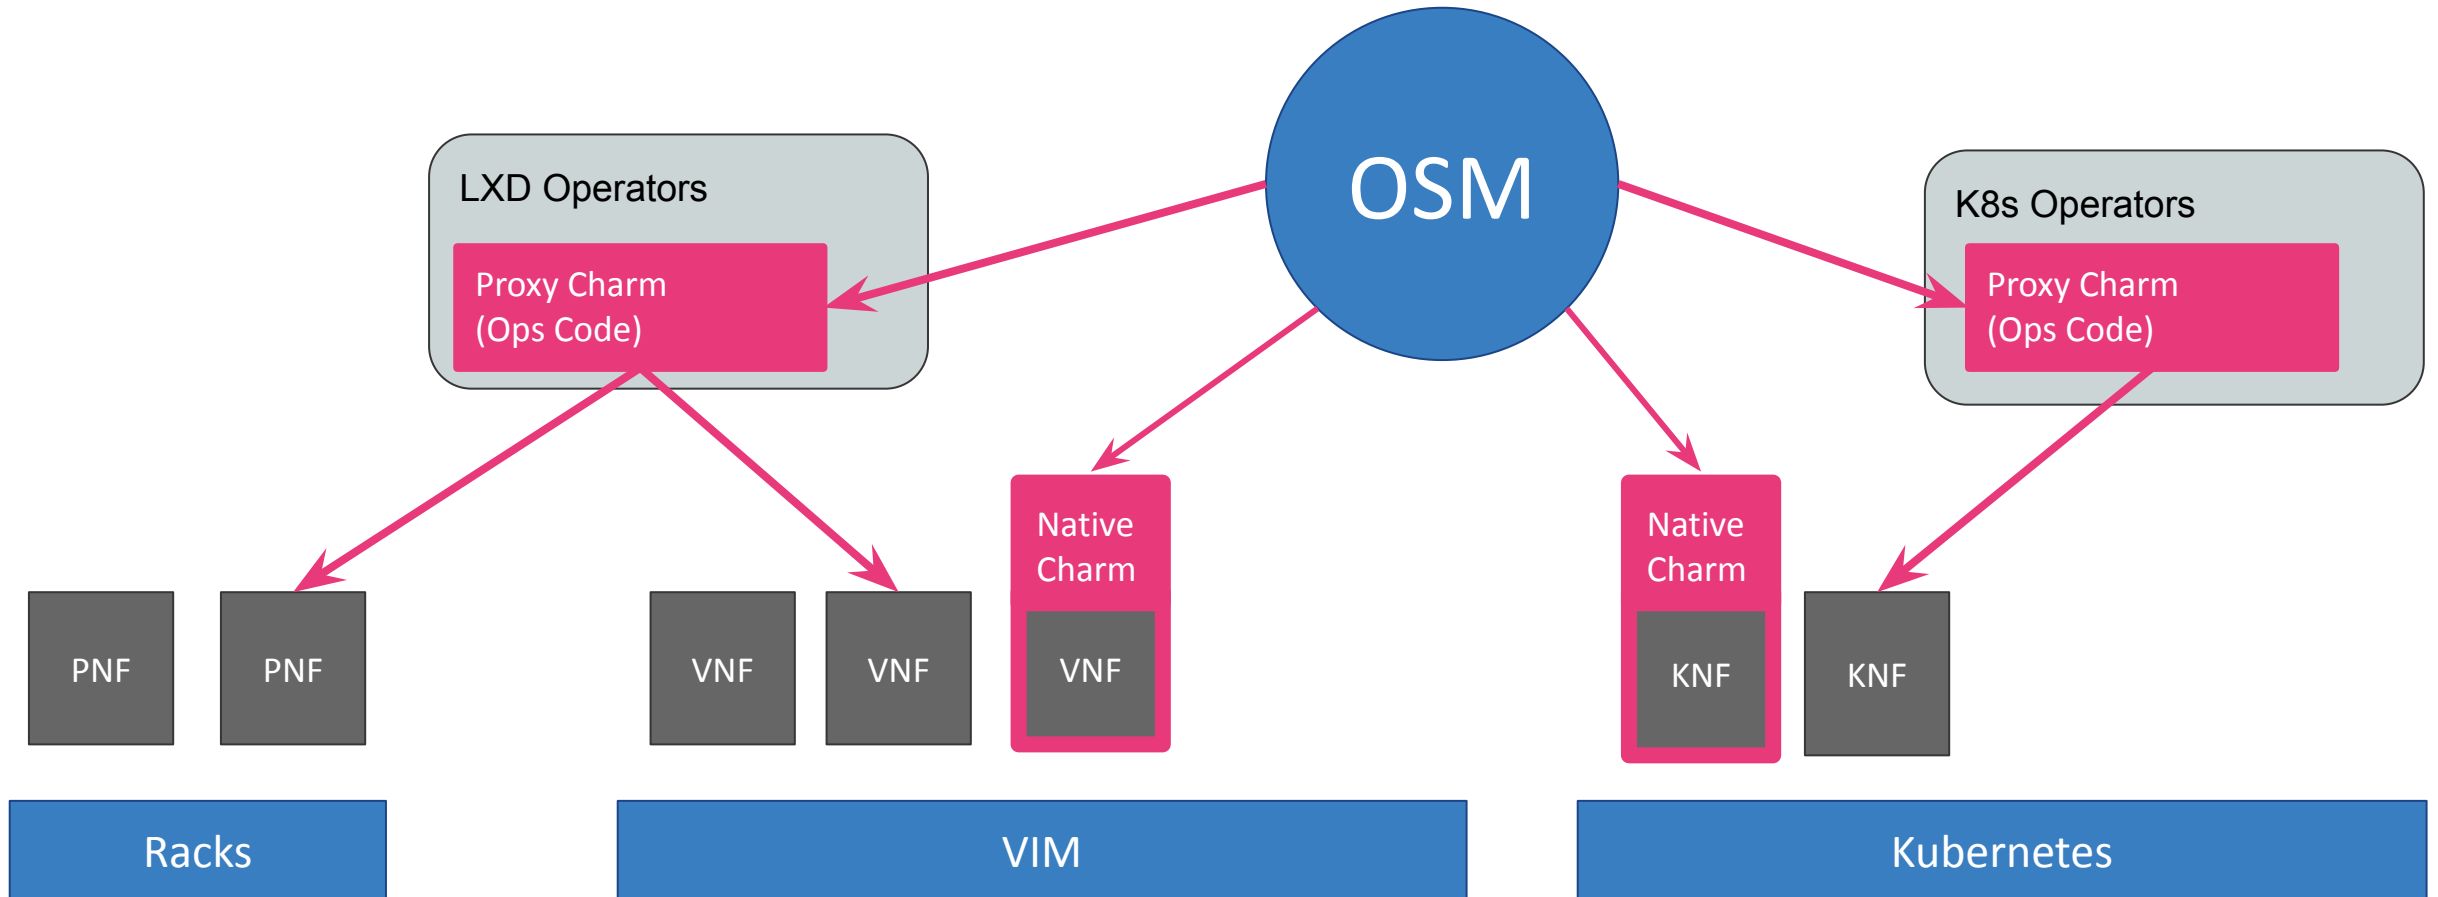 OSM
LXD Operators
Proxy Charm
(Ops Code)
K8s Operators
Proxy Charm
(Ops Code)
Native
Charm
Native
Charm
PNF
PNF
VNF
VNF
VNF
KNF
KNF
Racks
VIM
Kubernetes